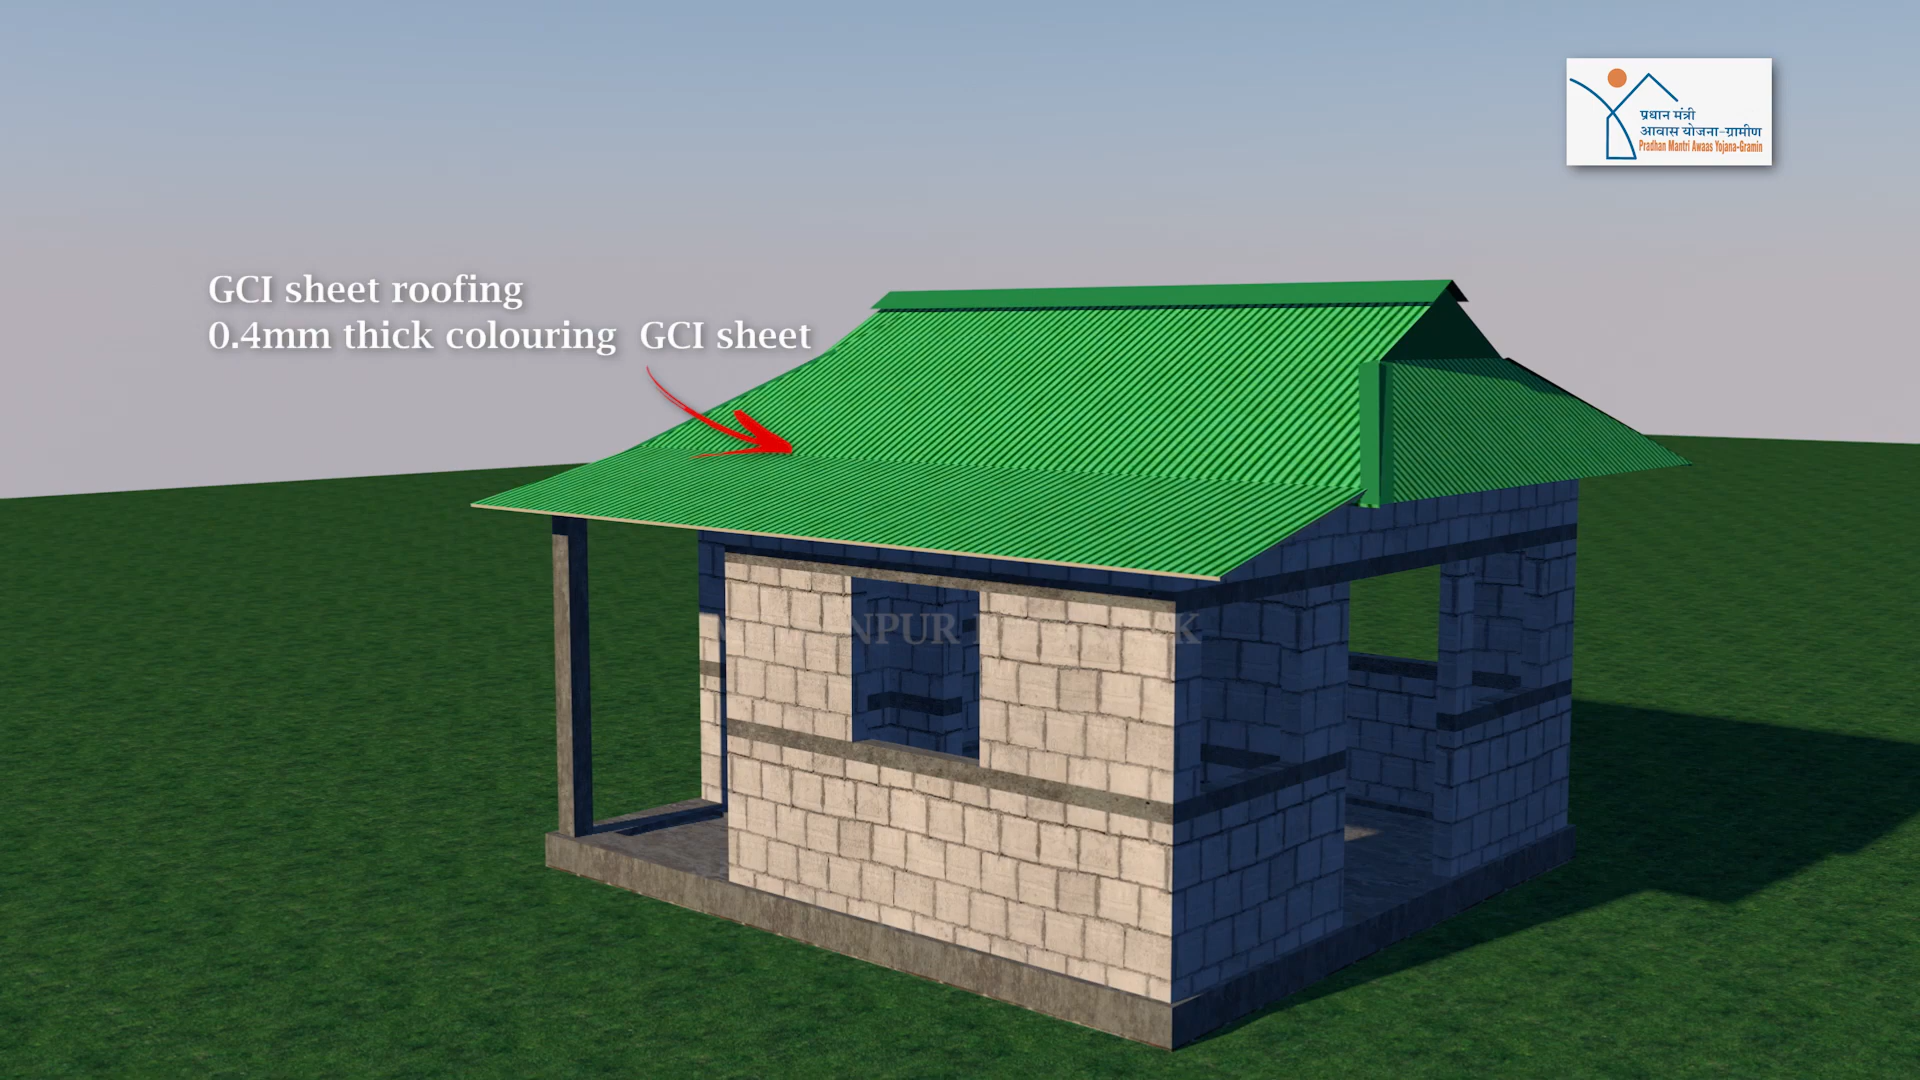 प्रधान मंत्री
आवास योजना-ग्रामीण
Pradhan Mantri Awaas Yojana-Gramin
GCI sheet roofing
0.4mm thick colouring GCI sheet